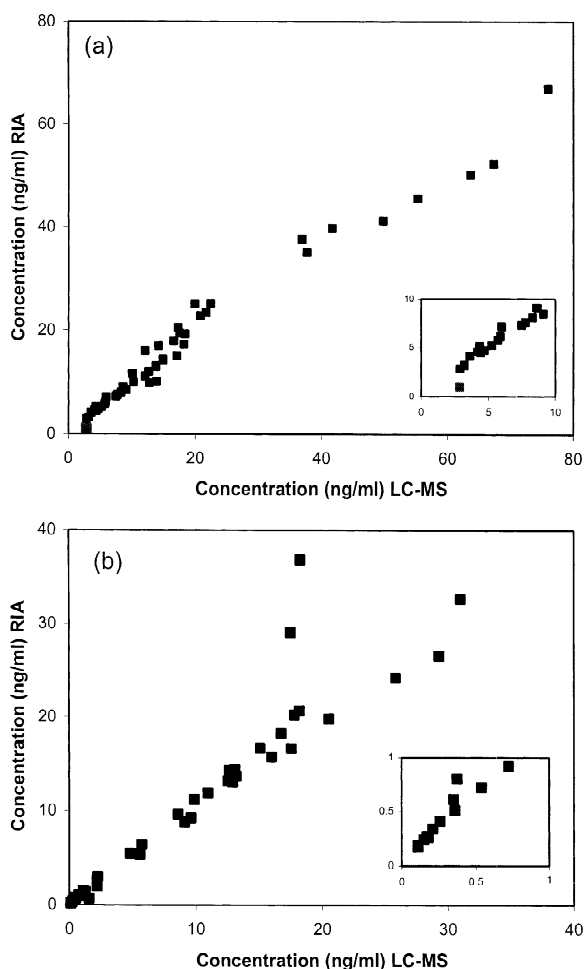 (a)
Concentration (ng/ml) RIA
80
60
40
20
0
10
5
0
0 5 10
0 20 40 60 80
Concentration (ng/ml) LC-MS
(b)
Concentration (ng/ml) RIA
40
30
20
10
0
1
0.5
0
0 0.5 1
0 10 20 30 40
Concentration (ng/ml) LC-MS